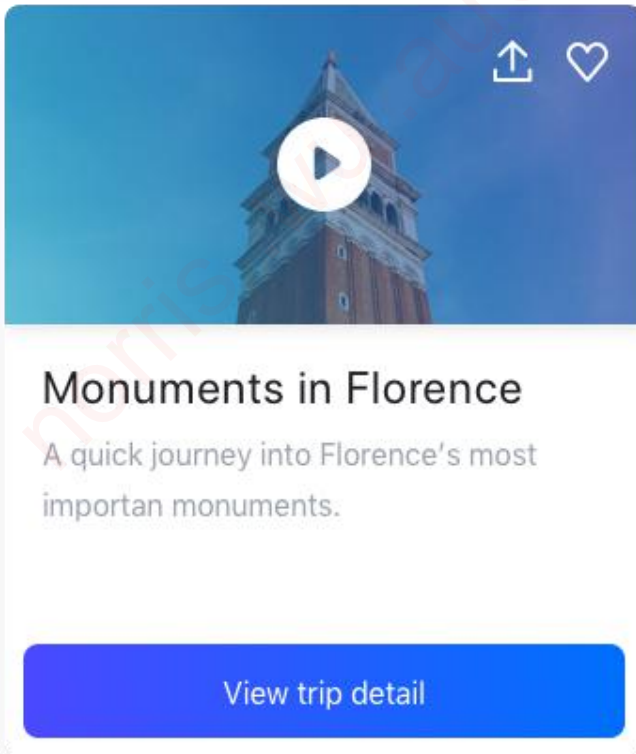 Monuments in Florence
A quick journey into Florence's most
importan monuments.
View trip detail